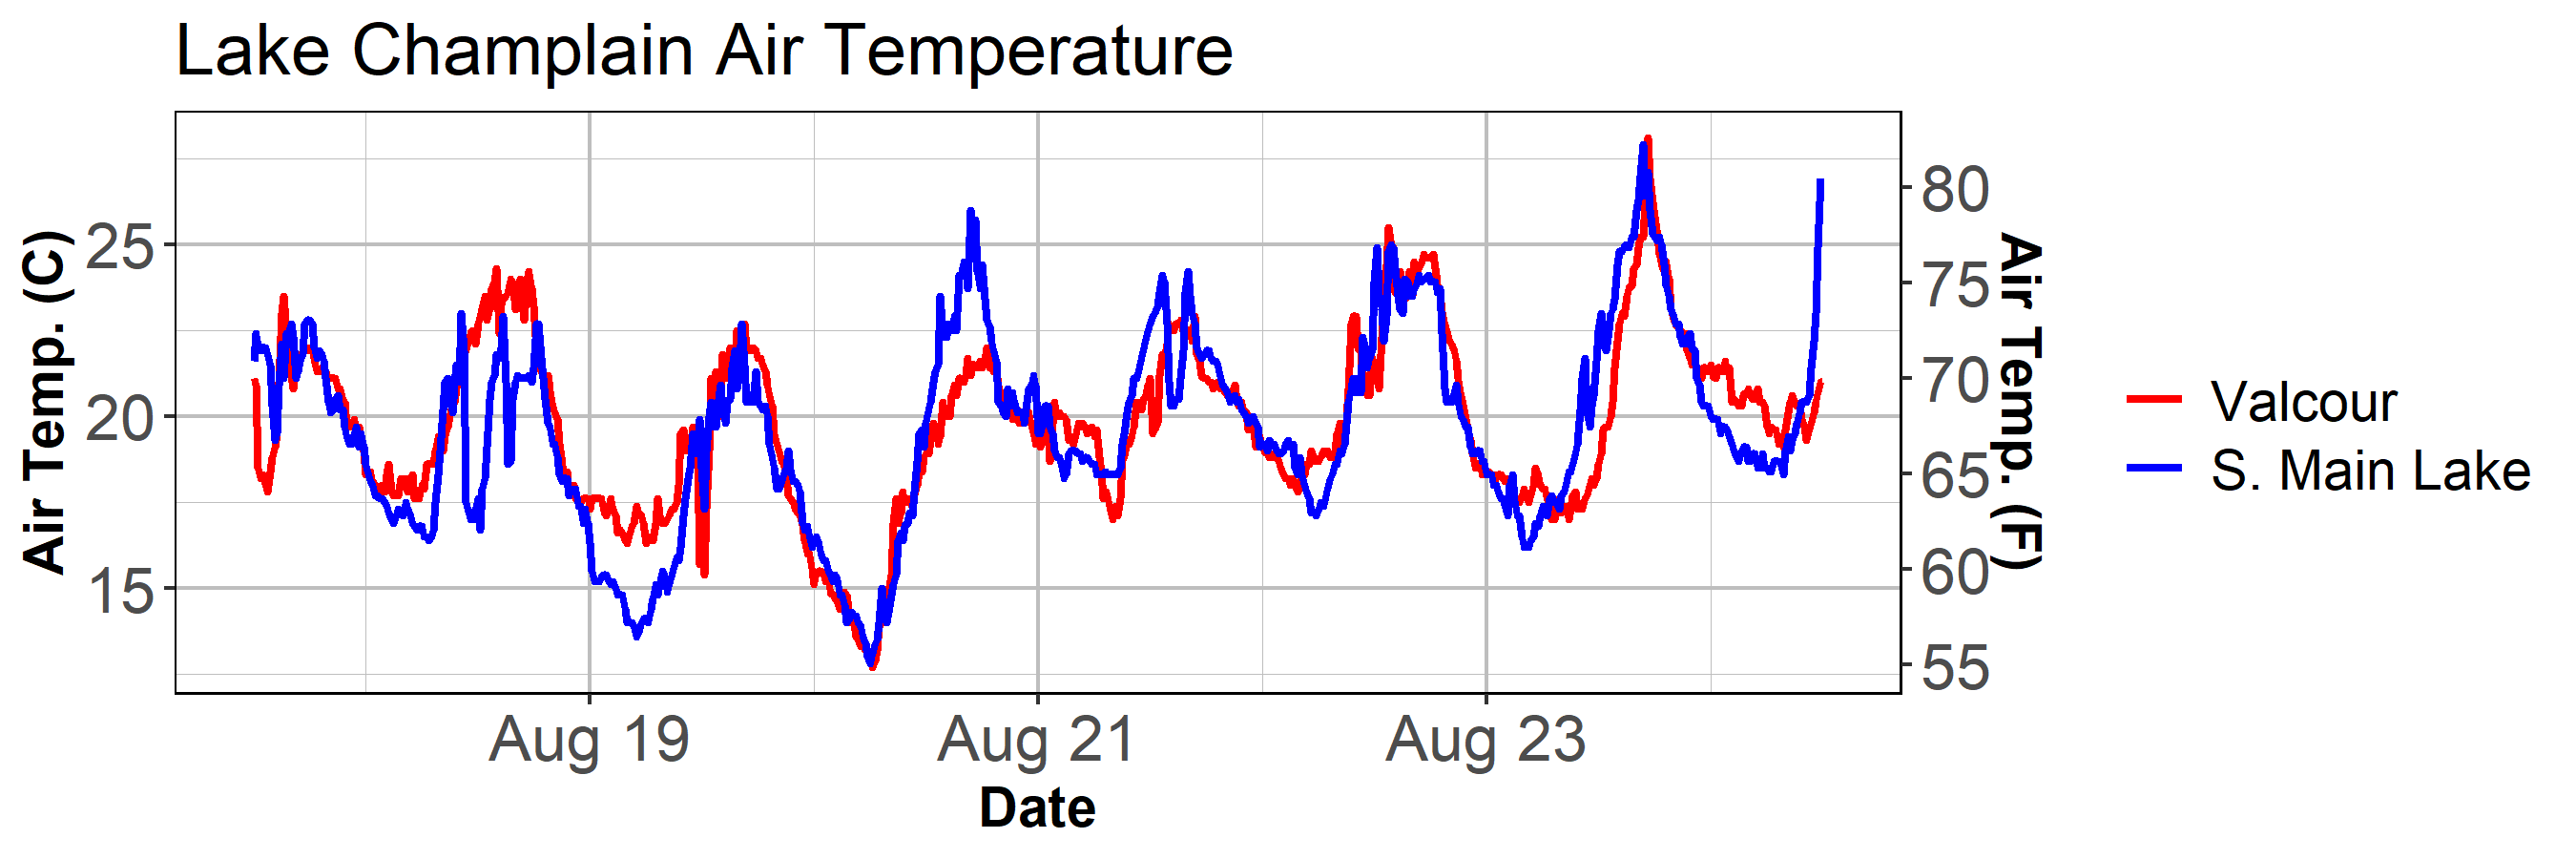 Lake Champlain Air Temperature
Air Temp. (C)
25
20
15
80
75
70
65
60
55
Air Temp. (F)
Aug 19
Aug 21
Aug 23
Date
Valcour
S. Main Lake